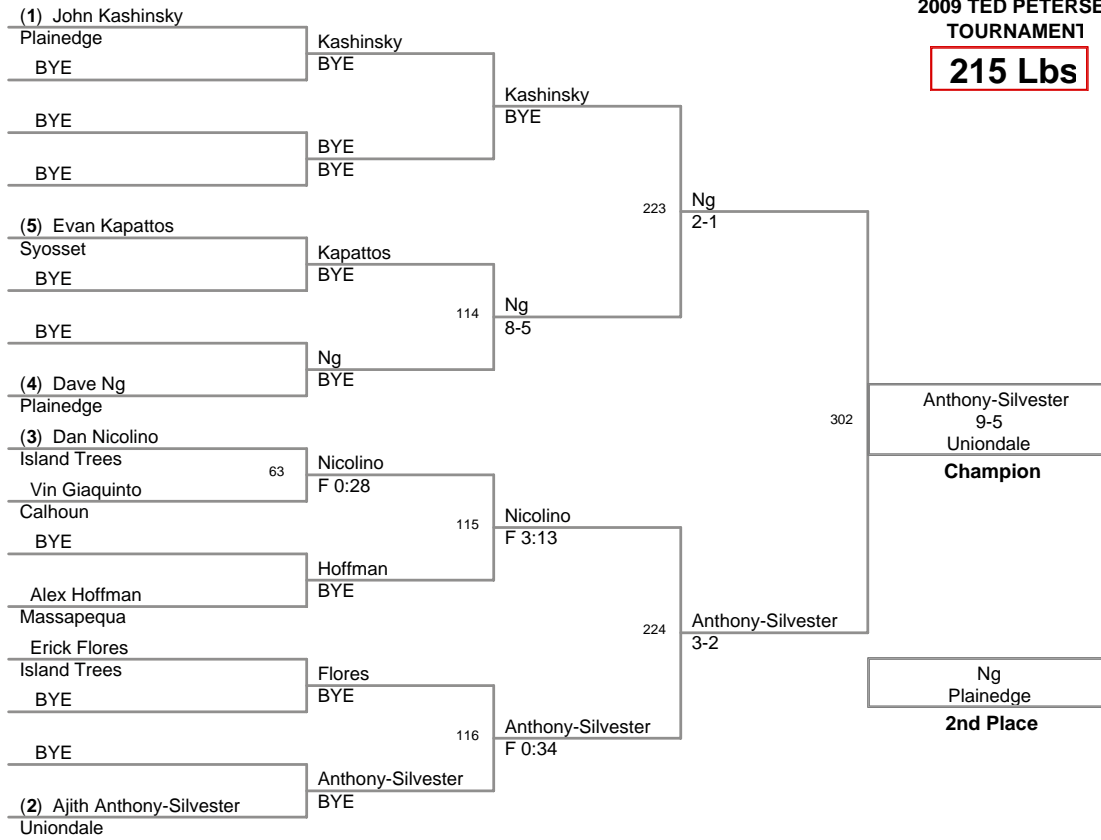 2009 TED PETERSE
TOURNAMENT
215 Lbs
(1) John Kashinsky
Plainedge
BYE
BYE
BYE
(5) Evan Kapattos
Syosset
BYE
BYE
(4) Dave Ng
Plainedge
(3) Dan Nicolino
Island Trees
Vin Giaquinto
Calhoun
BYE
Alex Hoffman
Massapequa
Erick Flores
Island Trees
BYE
BYE
(2) Ajith Anthony-Silvester
Uniondale
Kashinsky
BYE
BYE
BYE
Kapattos
BYE
Ng
BYE
63
Nicolino
F 0:28
Hoffman
BYE
Flores
BYE
Anthony-Silvester
BYE
Kashinsky
BYE
114
Ng
8-5
115
Nicolino
F 3:13
116
Anthony-Silvester
F 0:34
223
Ng
2-1
224
Anthony-Silvester
3-2
302
Anthony-Silvester
9-5
Uniondale
Champion
Ng
Plainedge
2nd Place